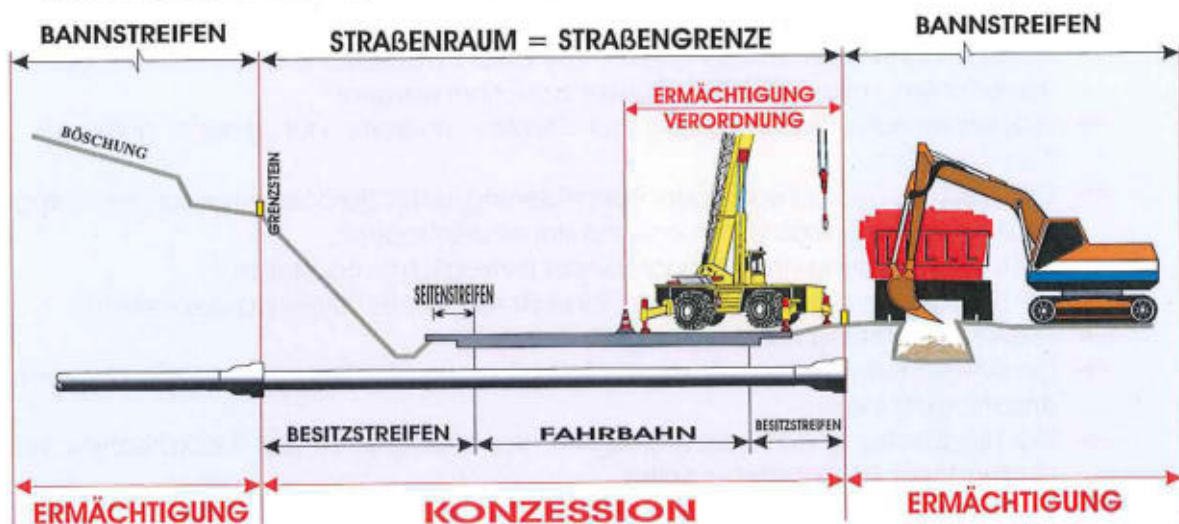 BANNSTREIFEN
STRAßENRAUM = STRAßENGRENZE
BANNSTREIFEN
ERMÄCHTIGUNG
VERORDNUNG
BÖSCHUNG
GRENZSTEIN
SEITENSTREIFEN
BESITZSTREIFEN
FAHRBAHN
BESITZSTREIFEN
ERMÄCHTIGUNG
KONZESSION
ERMÄCHTIGUNG